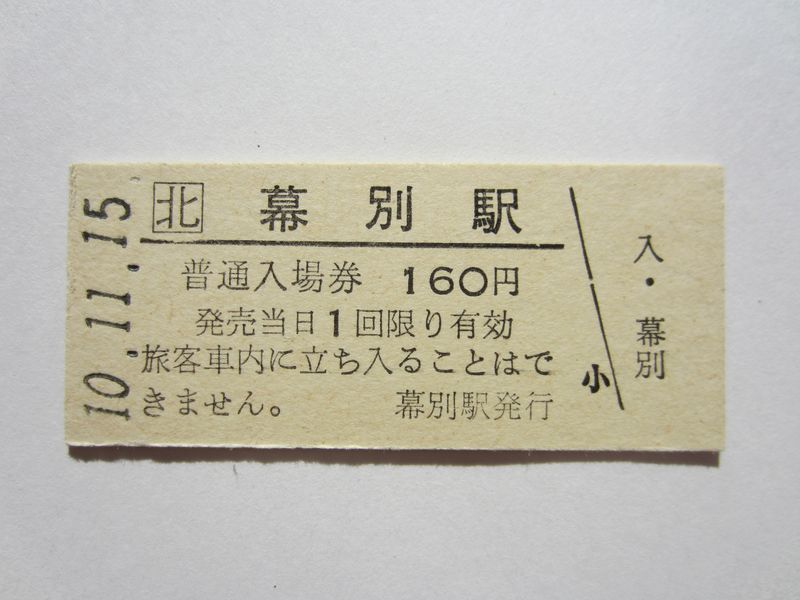 10.11.15
北 幕別駅
普通入場券 160円
発売当日1回限り有効
旅客車内に立ち入ることはで
きません。 幕別駅発行
小
入・幕別